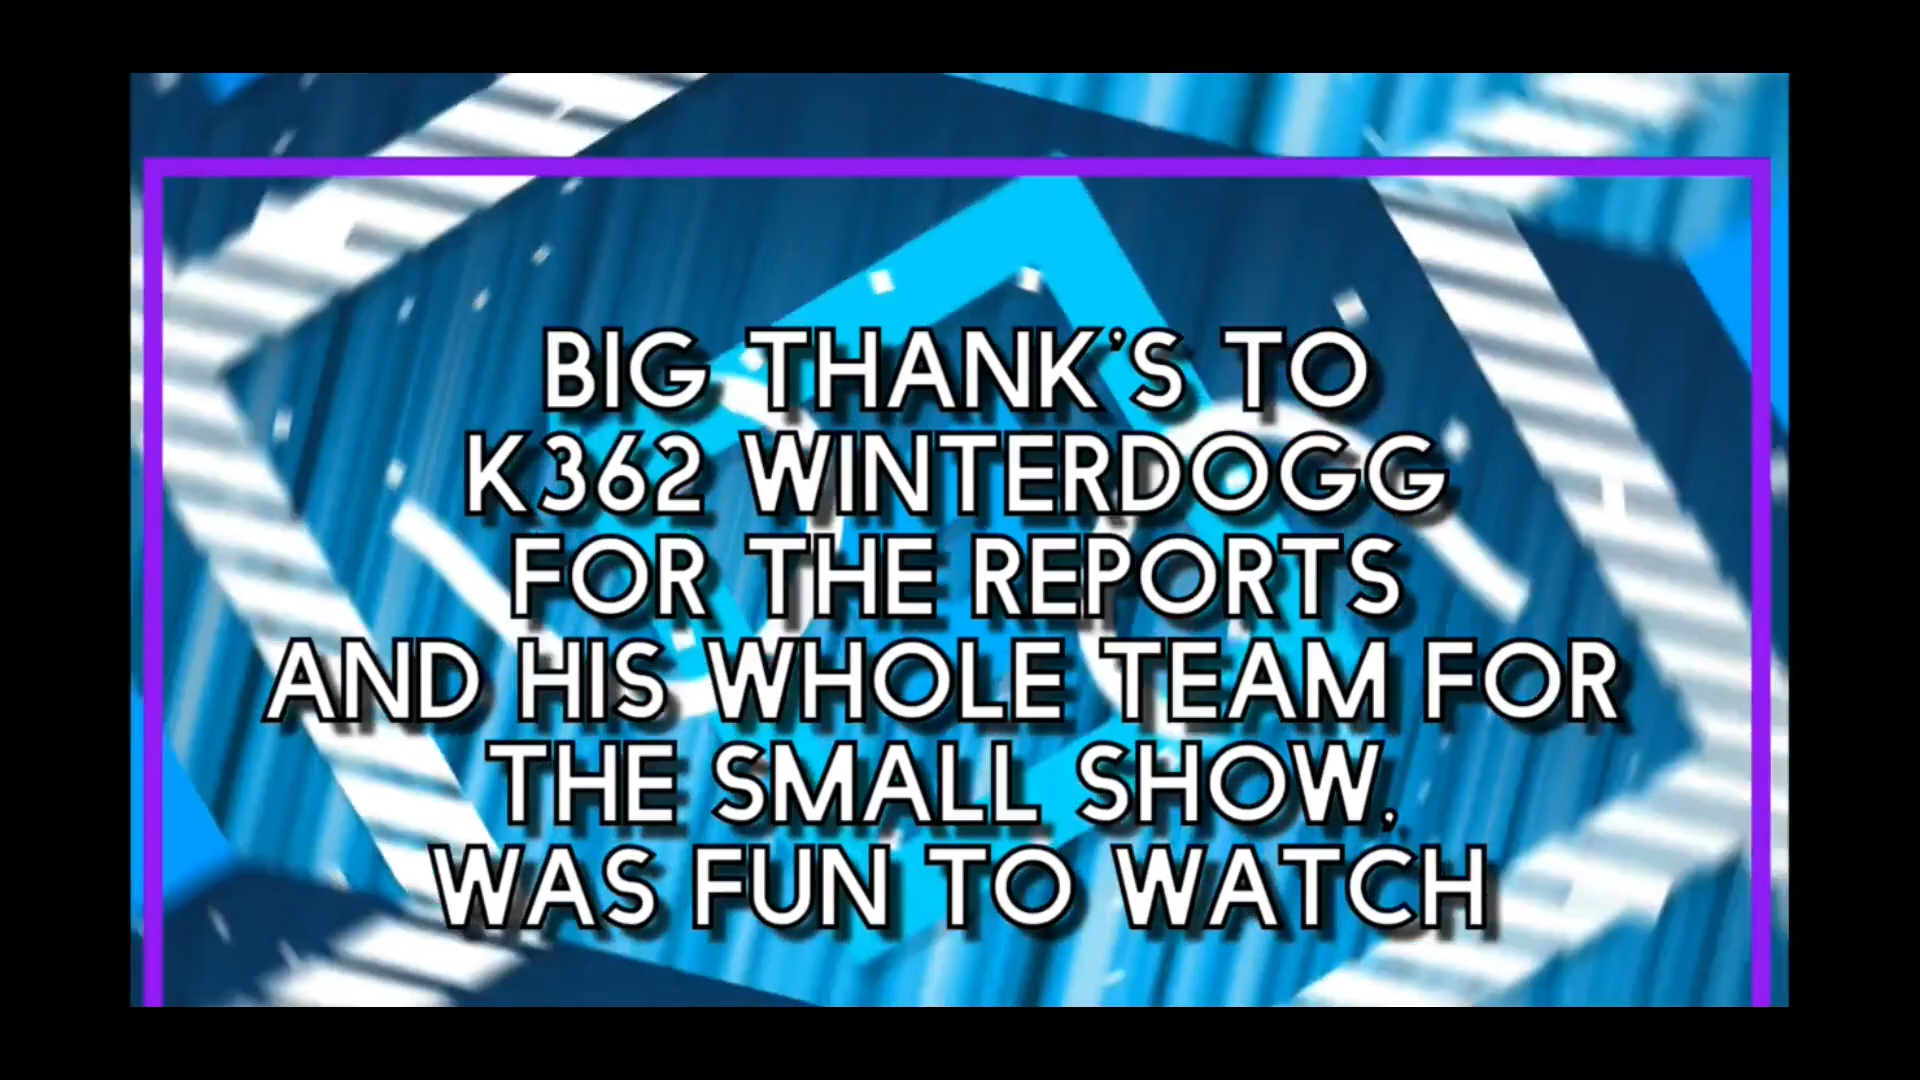 BIG THANK'S TO
K362 WINTERDOGG
FOR THE REPORTS
AND HIS WHOLE TEAM FOR
THE SMALL SHOW,
WAS FUN TO WATCH